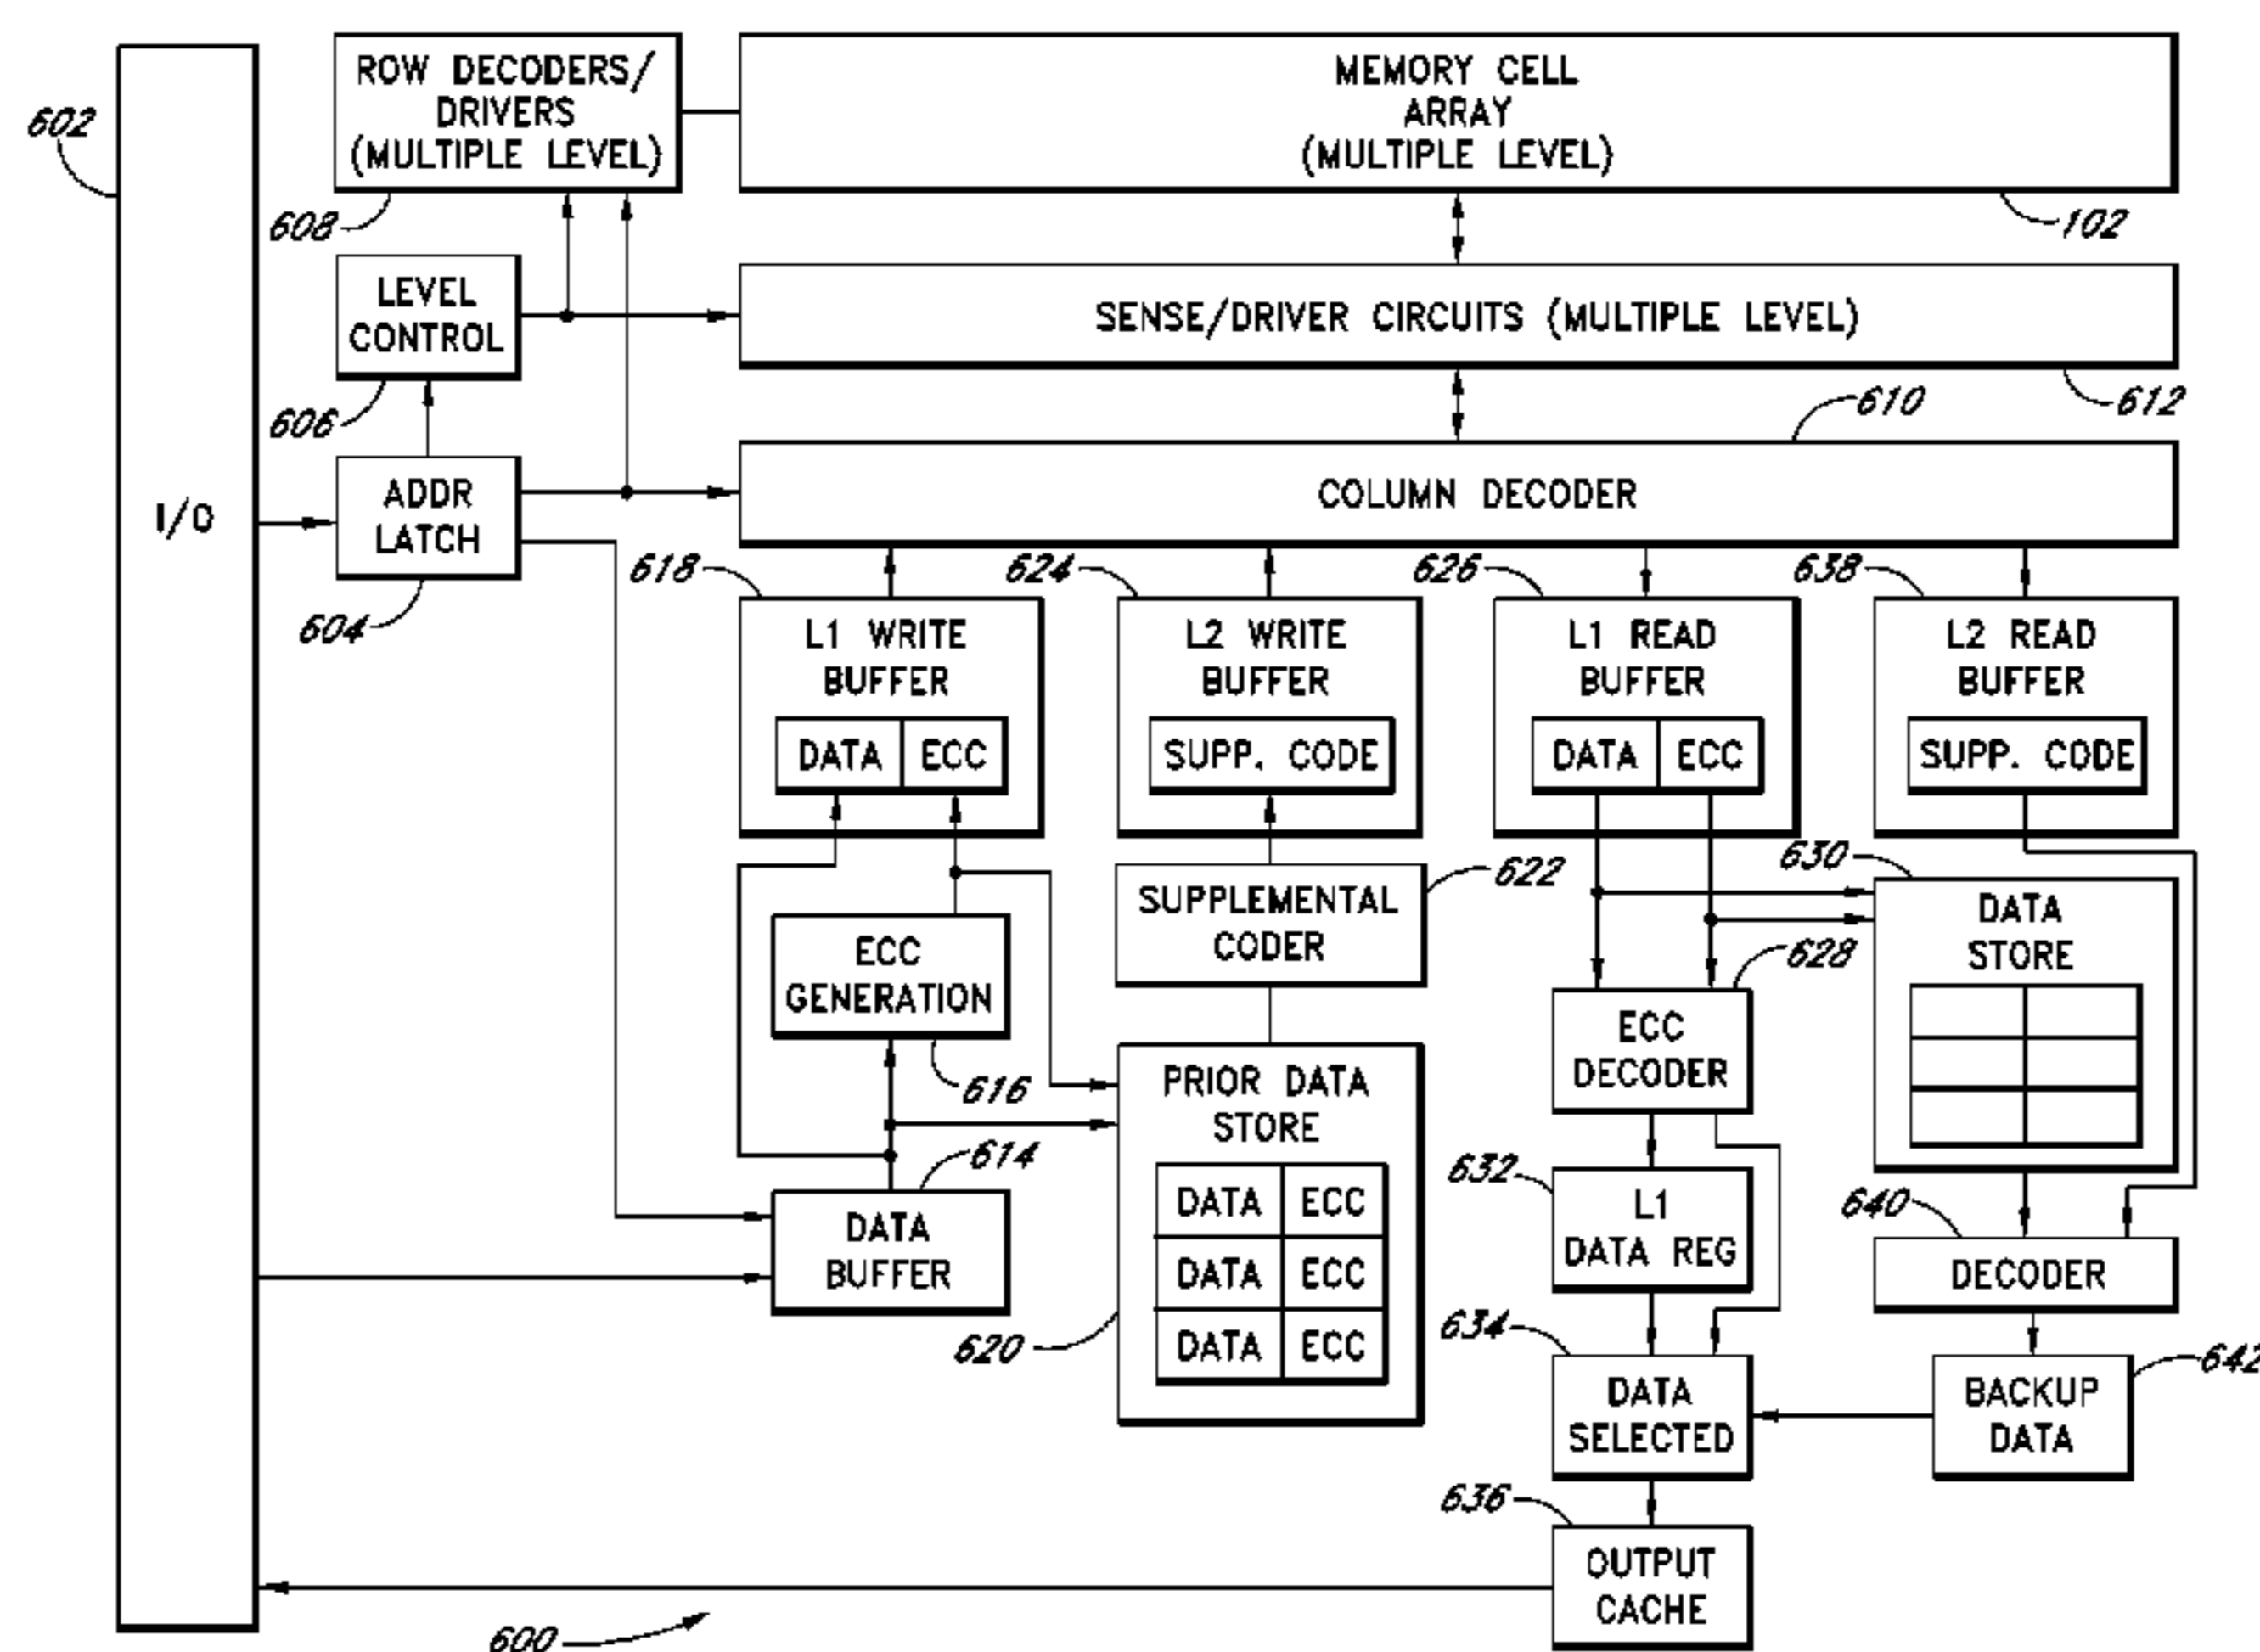 602
I/O
ROW DECODERS/
DRIVERS
(MULTIPLE LEVEL)
608
MEMORY CELL
ARRAY
(MULTIPLE LEVEL)
102
LEVEL
CONTROL
606
SENSE/DRIVER CIRCUITS (MULTIPLE LEVEL)
612
610
ADDR
LATCH
604
COLUMN DECODER
618
L1 WRITE
BUFFER
DATA ECC
624
L2 WRITE
BUFFER
SUPP. CODE
626
L1 READ
BUFFER
DATA ECC
638
L2 READ
BUFFER
SUPP. CODE
ECC
GENERATION
616
SUPPLEMENTAL
CODER
622
630
DATA
STORE
ECC
DECODER
628
614
DATA
BUFFER
PRIOR DATA
STORE
DATA ECC
DATA ECC
DATA ECC
620
632
L1
DATA REG
640
DECODER
634
DATA
SELECTED
BACKUP
DATA
642
636
OUTPUT
CACHE
600